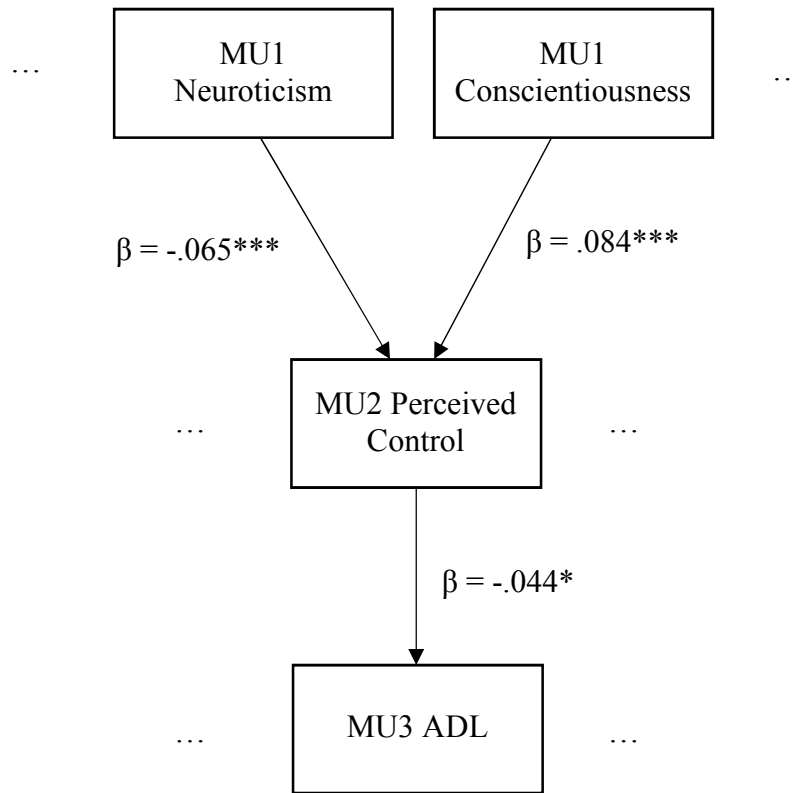 …
MU1
Neuroticism
MU1
Conscientiousness
..
β = -.065***
β = .084***
…
MU2 Perceived
Control
…
β = -.044*
…
MU3 ADL
…